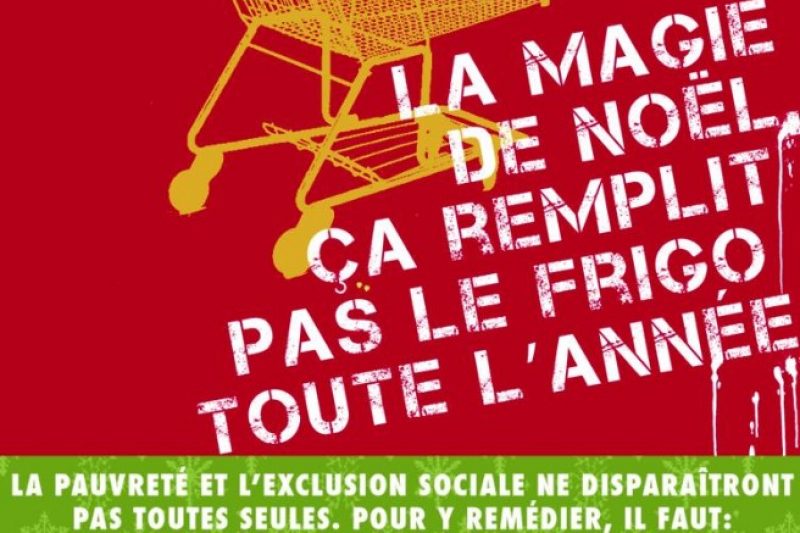 LA MAGIE
DE NOËL,
ÇA REMPLIT
PAS LE FRIGO
TOUTE L'ANNÉE
LA PAUVRETÉ ET L'EXCLUSION SOCIALE NE DISPARAÎTRONT
PAS TOUTES SEULES. POUR Y REMÉDIER, IL FAUT: